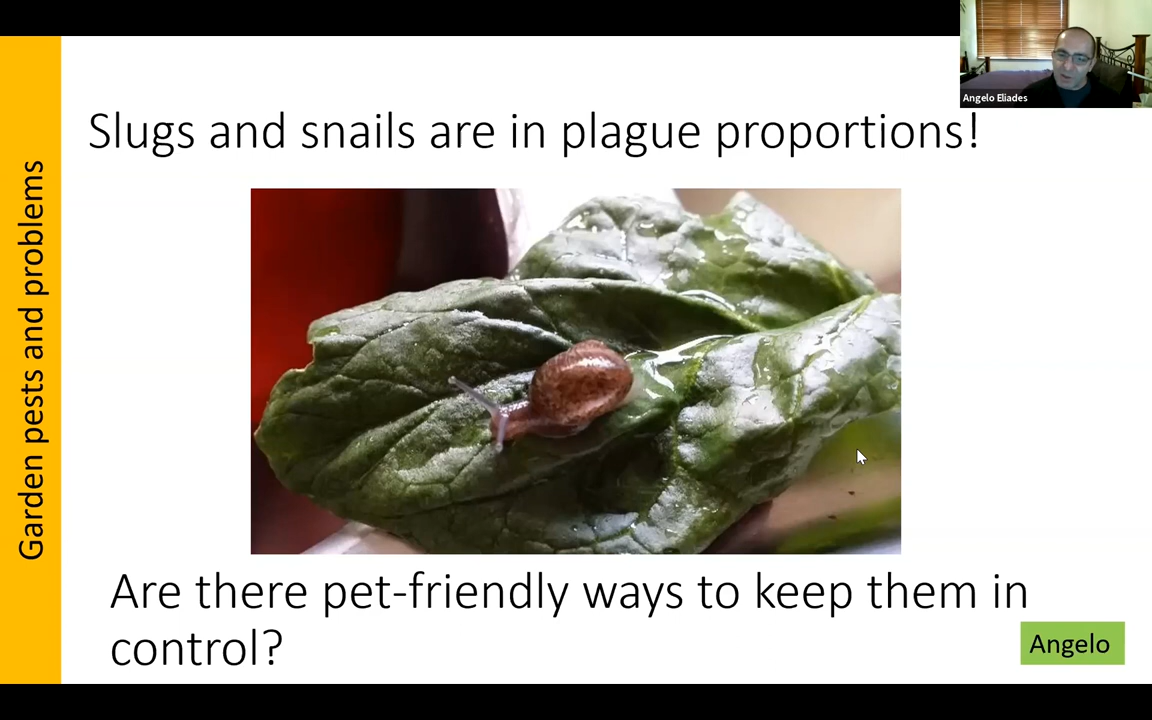 Angelo Eliades
Slugs and snails are in plague proportions!
Garden pests and problems
Are there pet-friendly ways to keep them in
control?
Angelo